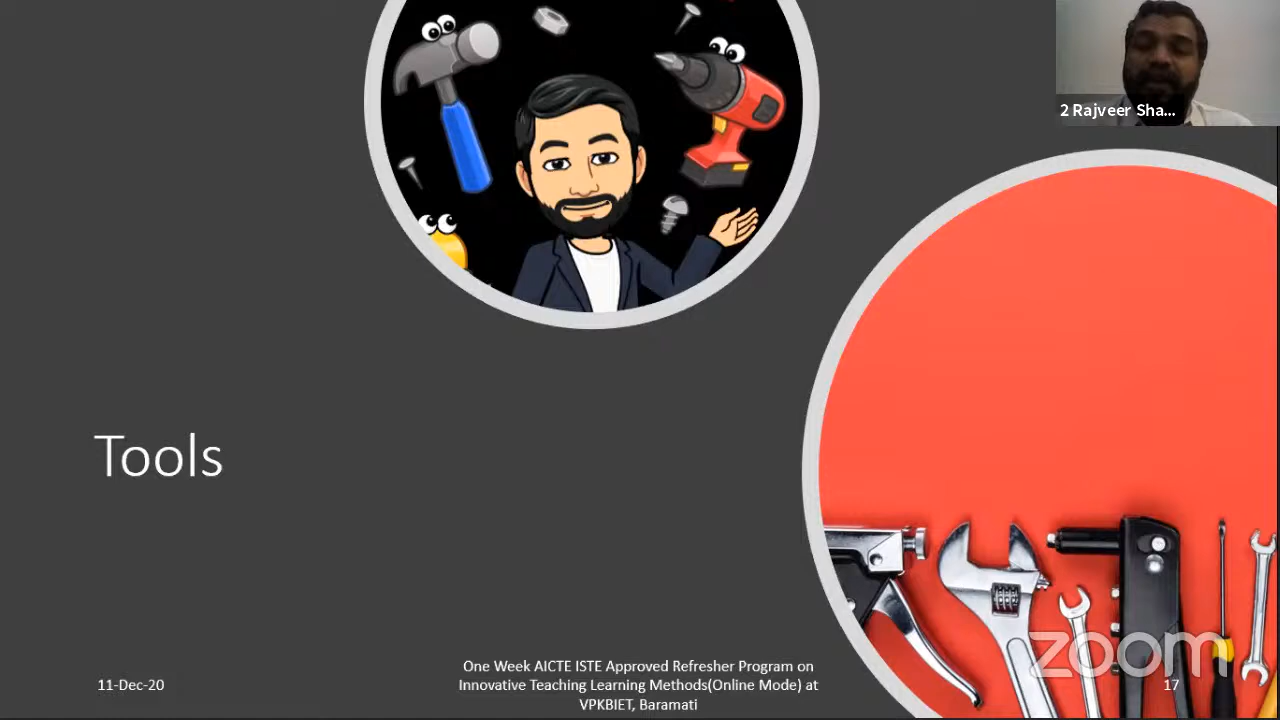 2 Rajveer Sha...
Tools
11-Dec-20
One Week AICTE ISTE Approved Refresher Program on
Innovative Teaching Learning Methods(Online Mode) at
VPKBIET, Baramati
zoom
17